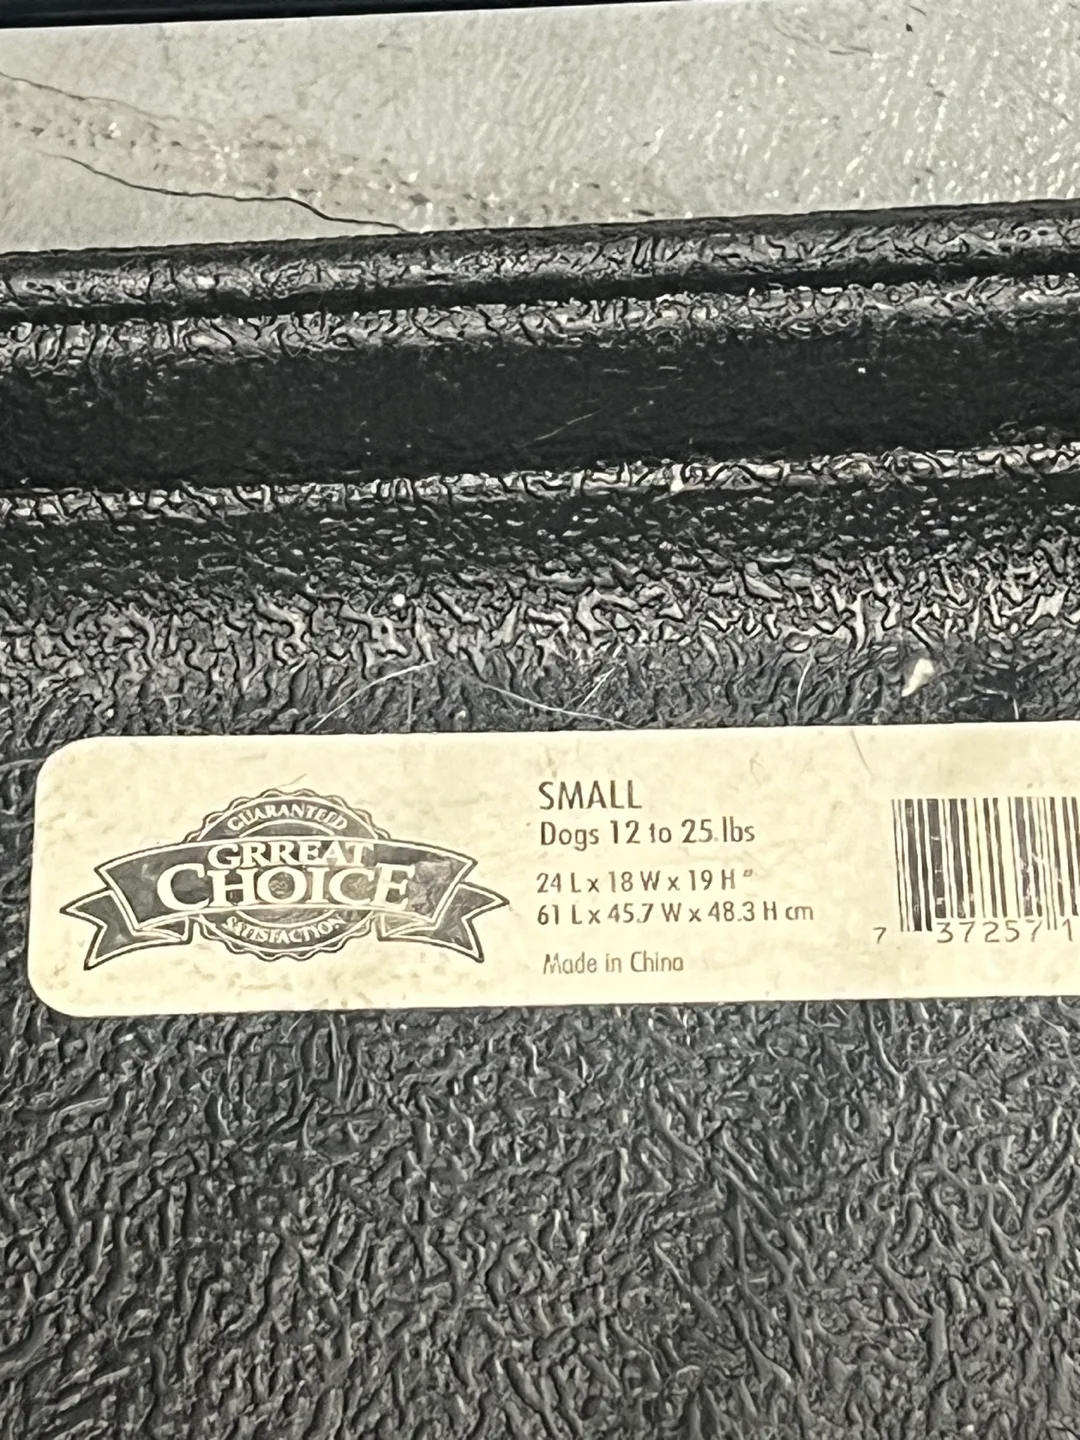 GUARANTEED
GRREAT
CHOICE
SATISFACTION
SMALL
Dogs 12 to 25 lbs
24 L x 18 W x 19 H "
61 L x 45.7 W x 48.3 H cm
Made in China
7 37257 1